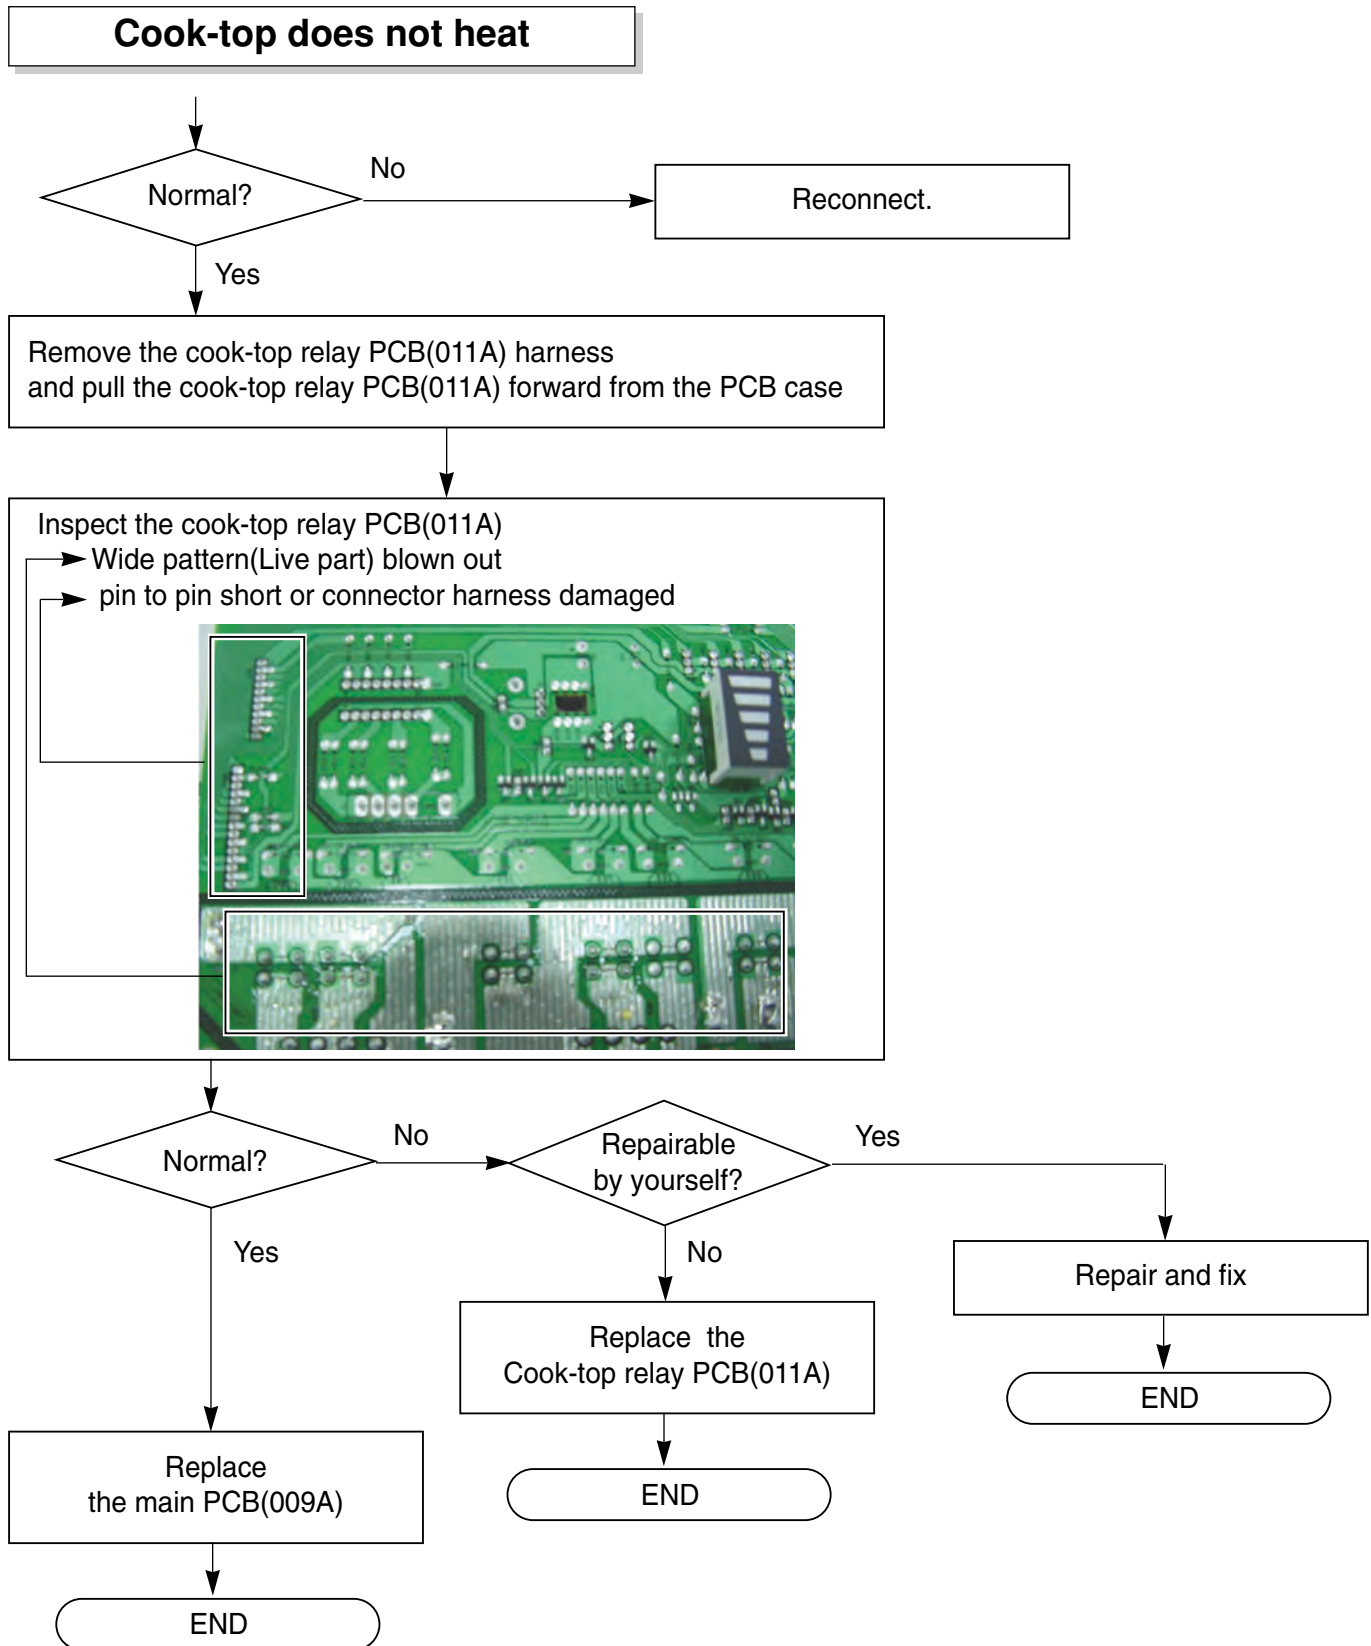 Cook-top does not heat
Normal?
No
Reconnect.
Yes
Remove the cook-top relay PCB(011A) harness
and pull the cook-top relay PCB(011A) forward from the PCB case
Inspect the cook-top relay PCB(011A)
Wide pattern(Live part) blown out
pin to pin short or connector harness damaged
Normal?
No
Repairable
by yourself?
Yes
Yes
No
Repair and fix
Replace the
Cook-top relay PCB(011A)
END
Replace
the main PCB(009A)
END
END